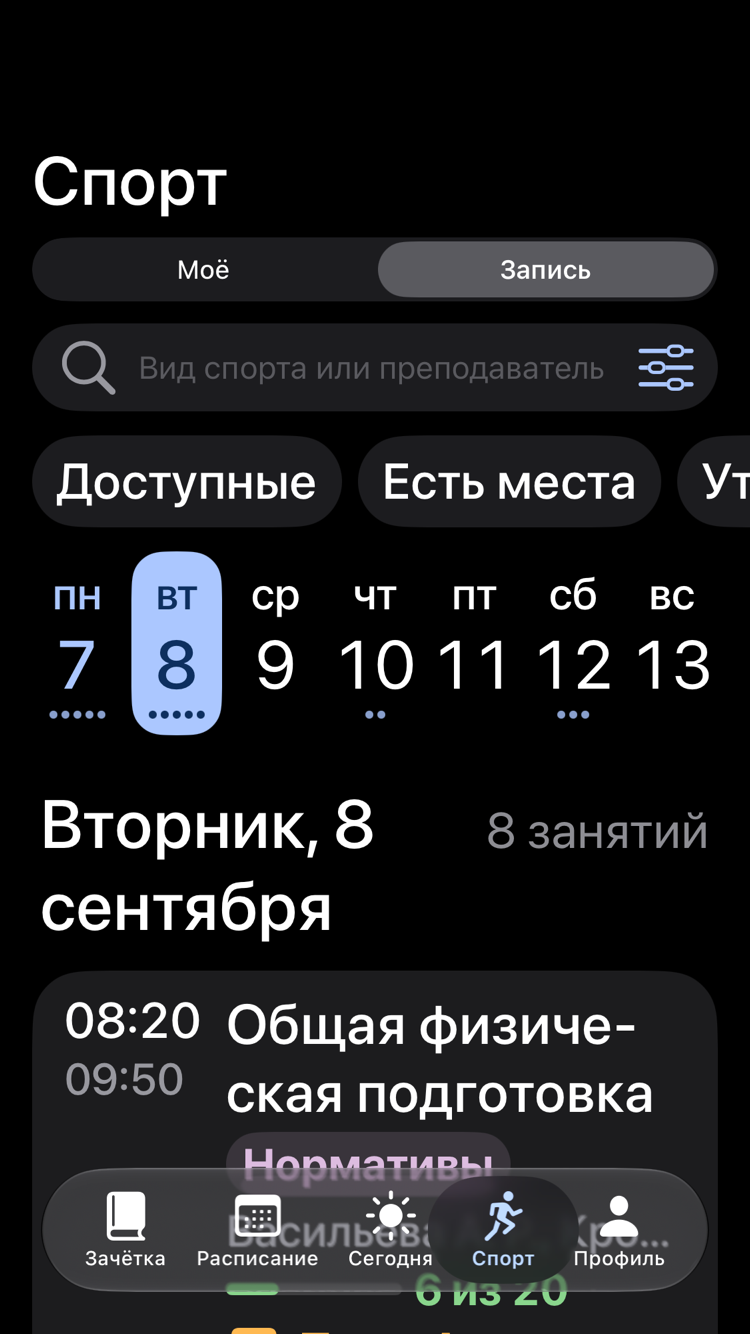 Спорт
Моё
Запись
Вид спорта или преподаватель
Доступные
Есть места
Ут
пн
вт
ср
чт
пт
сб
вс
7
8
9
10
11
12
13
Вторник, 8
сентября
8 занятий
08:20
09:50
Общая физиче-
ская подготовка
Нормативы
Васильева
6 из 20
Зачётка
Расписание
Сегодня
Спорт
Профиль